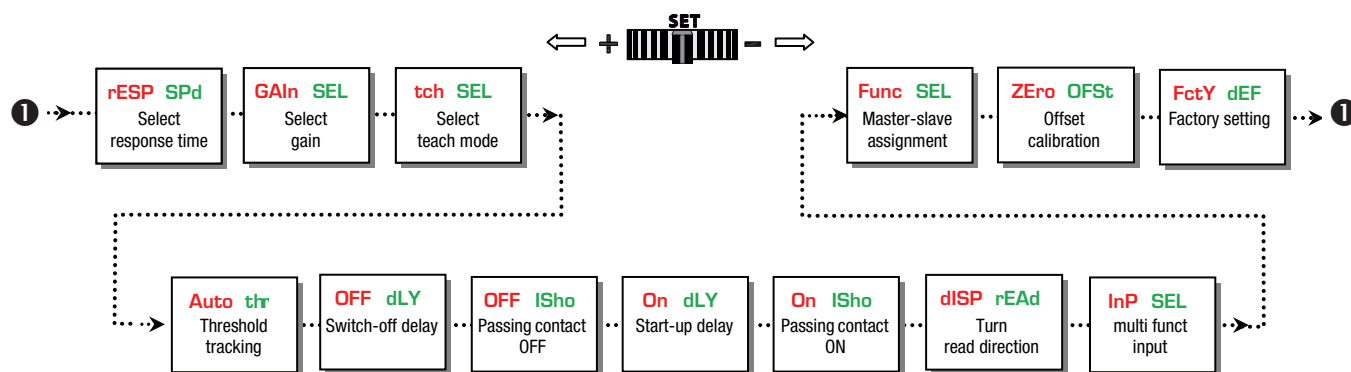 SET
+ -
❶
rESP SPd
Select
response time
GAIn SEL
Select
gain
tch SEL
Select
teach mode
Auto thr
Threshold
tracking
OFF dLY
Switch-off delay
OFF ISho
Passing contact
OFF
On dLY
Start-up delay
On ISho
Passing contact
ON
dISP rEAd
Turn
read direction
InP SEL
multi funct
input
Func SEL
Master-slave
assignment
ZEro OFSt
Offset
calibration
FctY dEF
Factory setting
❶